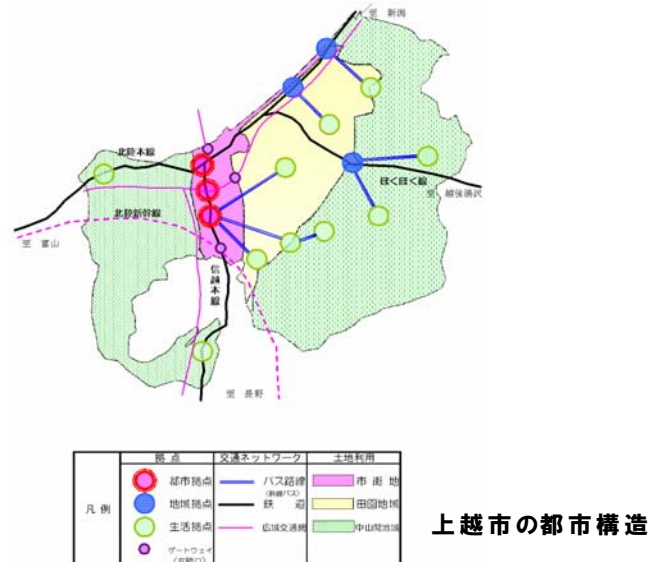 至 新潟
北陸本線
ほくほく線
至 越後湯沢
北陸新幹線
至 富山
信越本線
至 長野
凡例
拠点 交通ネットワーク 土地利用
都市拠点 バス路線 市街地
(幹線バス)
地域拠点 鉄道 田園地域
生活拠点 広域交通網 中山間地域
ゲートウェイ
(玄関口)
上越市の都市構造